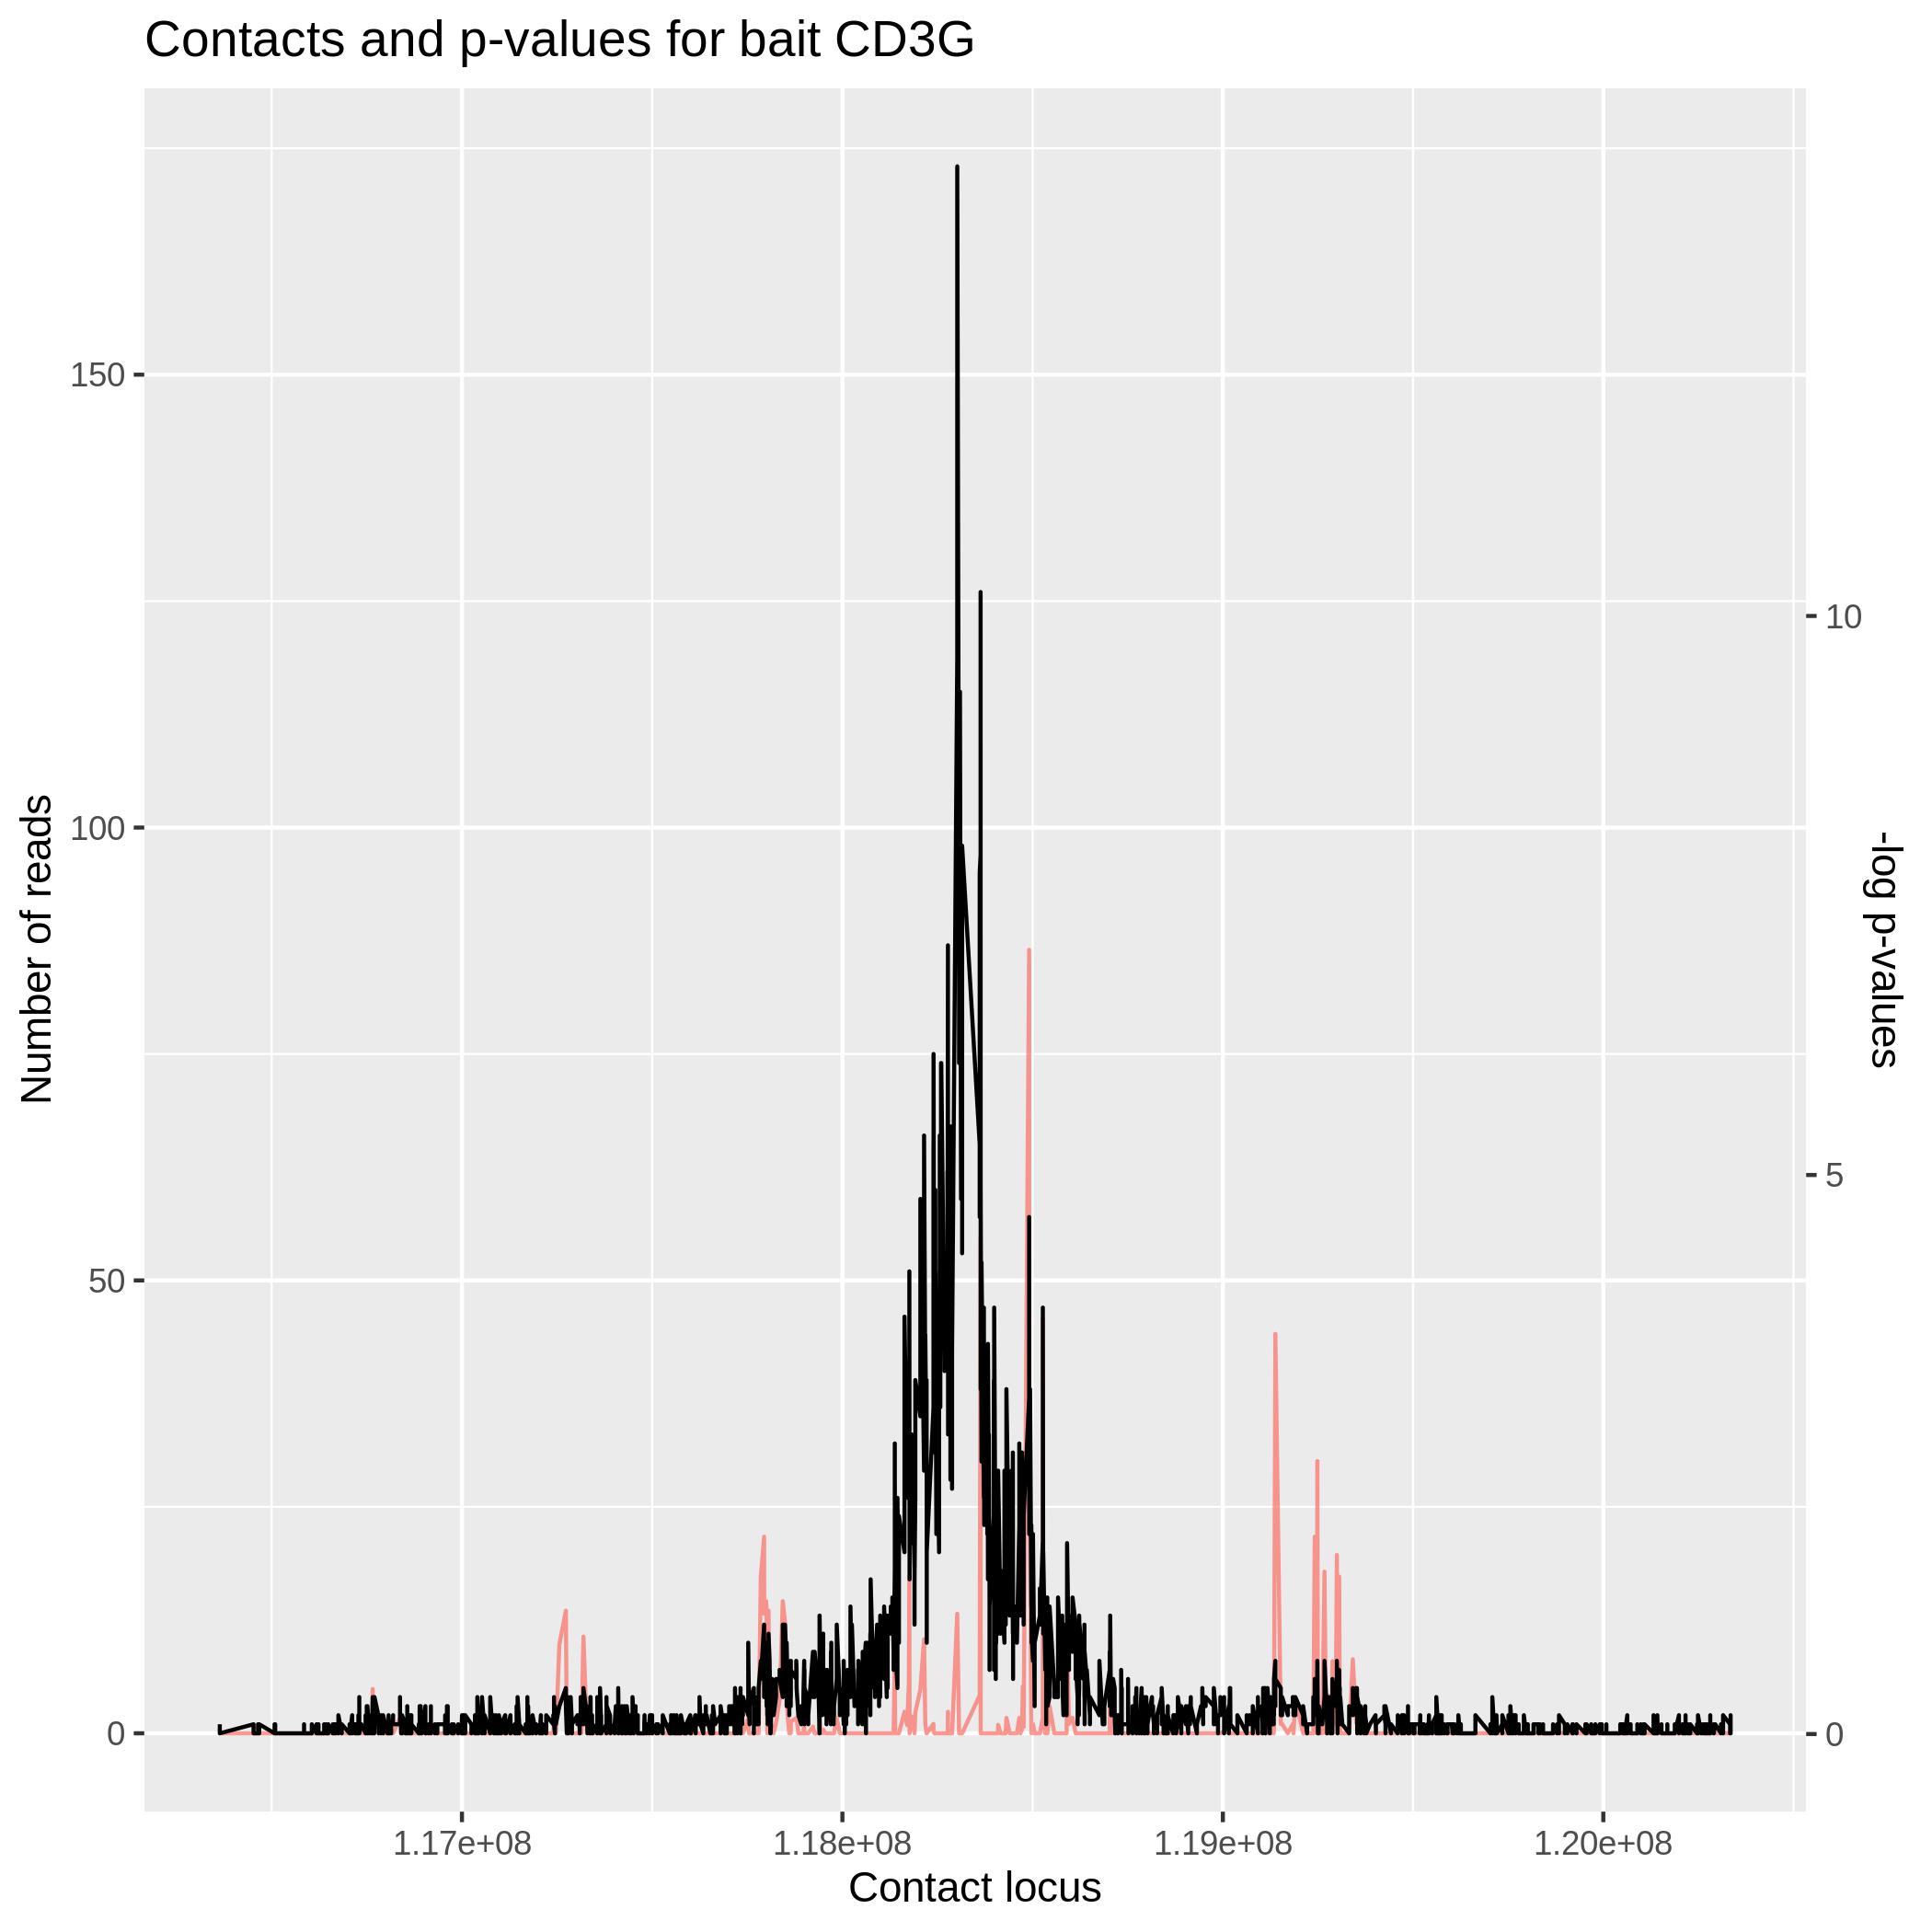 Contacts and p-values for bait CD3G
Number of reads
150
100
50
0
10
5
0
-log p-values
1.17e+08
1.18e+08
1.19e+08
1.20e+08
Contact locus